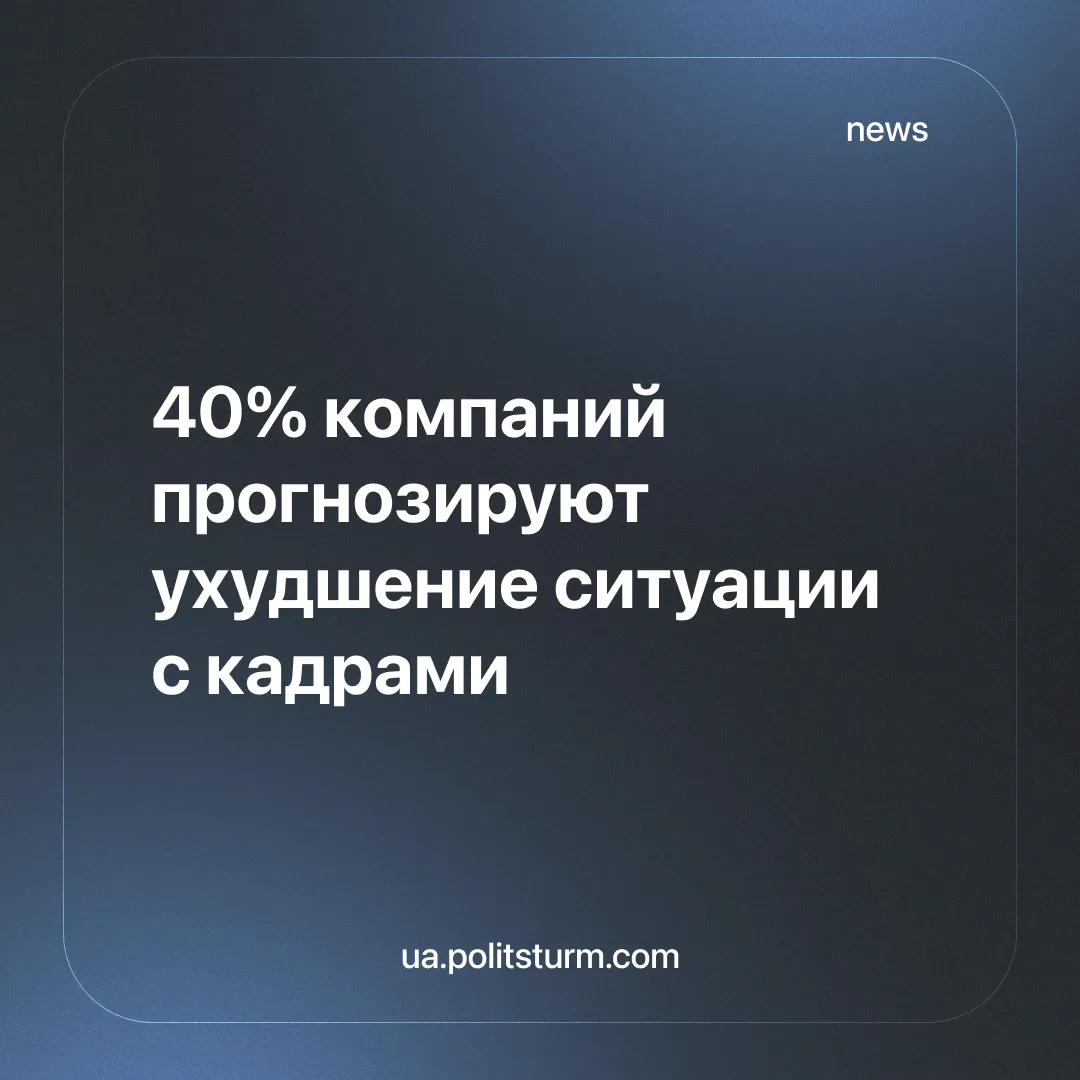 news
40% компаний
прогнозируют
ухудшение ситуации
с кадрами
ua.politsturm.com